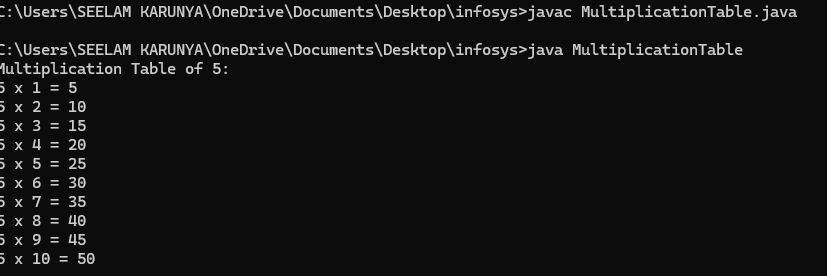 C:\Users\SEELAM KARUNYA\OneDrive\Documents\Desktop\infosys>javac MultiplicationTable.java
C:\Users\SEELAM KARUNYA\OneDrive\Documents\Desktop\infosys>java MultiplicationTable
Multiplication Table of 5:
5 x 1 = 5
5 x 2 = 10
5 x 3 = 15
5 x 4 = 20
5 x 5 = 25
5 x 6 = 30
5 x 7 = 35
5 x 8 = 40
5 x 9 = 45
5 x 10 = 50